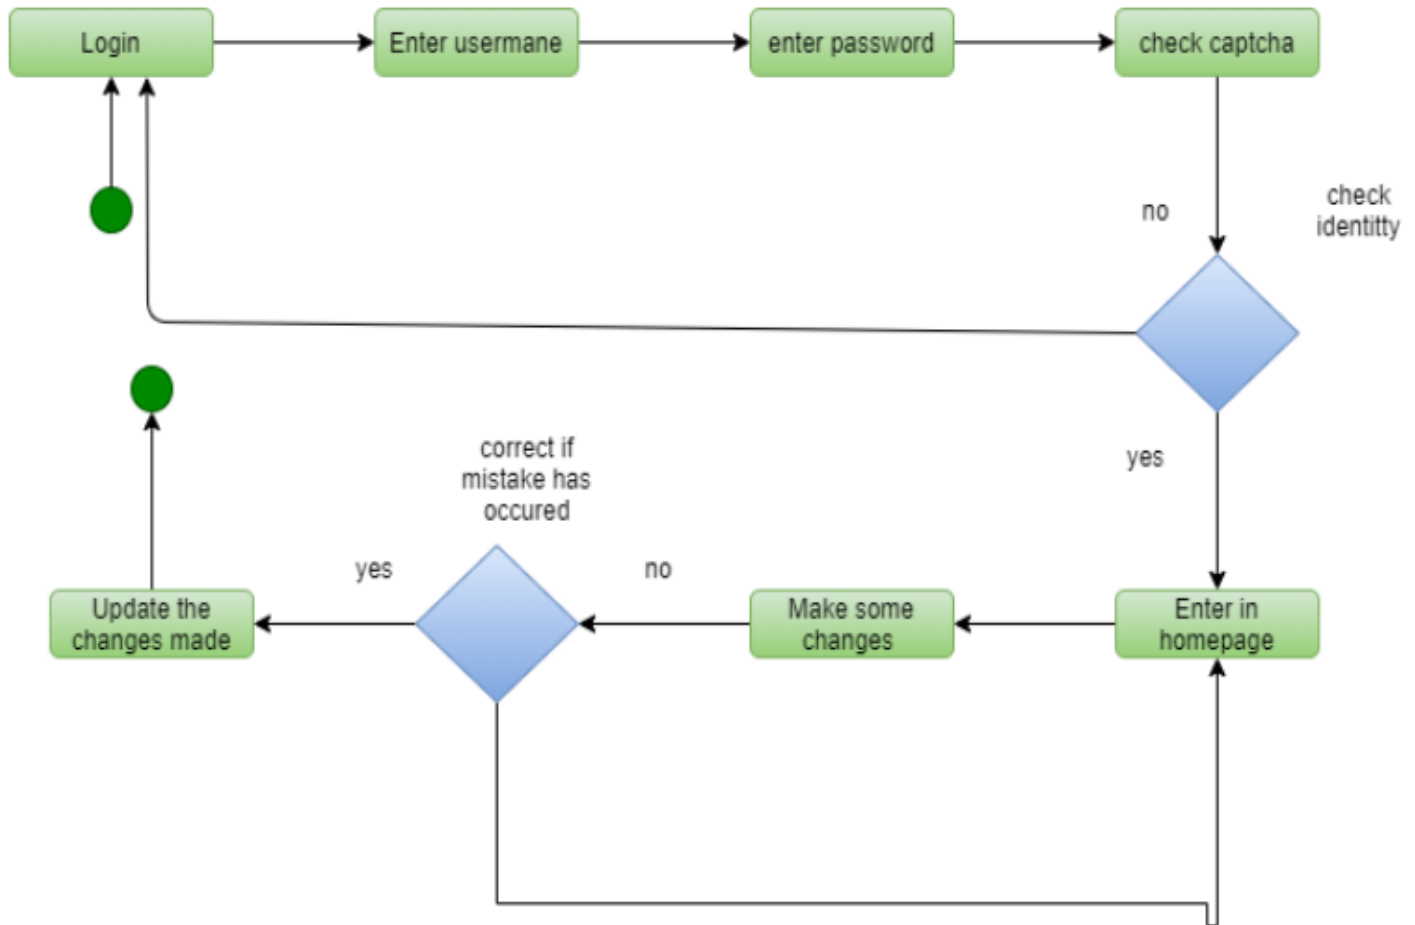 Login
Enter usermane
enter password
check captcha
no
check
identitty
yes
correct if
mistake has
occured
yes
no
Update the
changes made
Make some
changes
Enter in
homepage